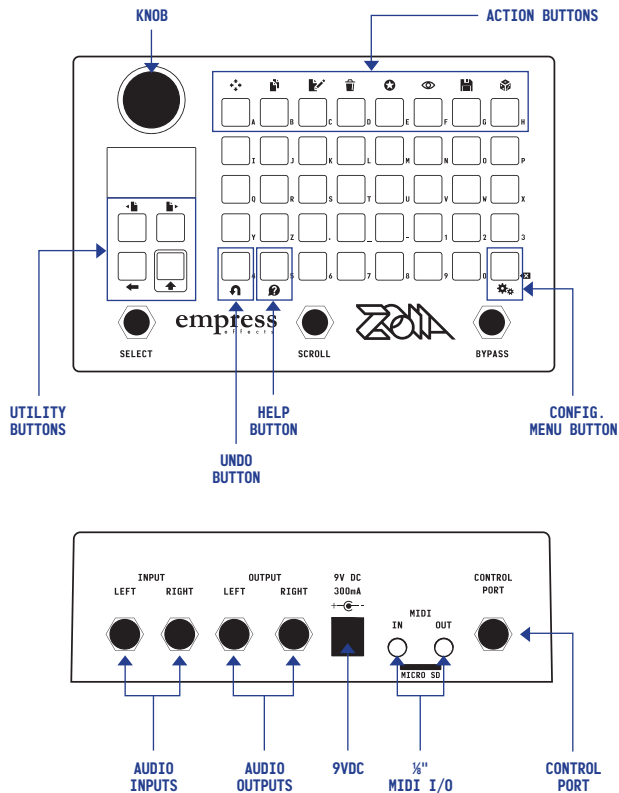 KNOB
ACTION BUTTONS
A B C D E F G H
I J K L M N O P
Q R S T U V W X
Y Z . _ - 1 2 3
4 5 6 7 8 9 0
empress
effects
ZOIA
SELECT
SCROLL
BYPASS
UTILITY
BUTTONS
HELP
BUTTON
CONFIG.
MENU BUTTON
UNDO
BUTTON
INPUT
LEFT RIGHT
OUTPUT
LEFT RIGHT
9V DC
300mA
+ -
MIDI
IN OUT
MICRO SD
CONTROL
PORT
AUDIO
INPUTS
AUDIO
OUTPUTS
9VDC
⅛"
MIDI I/O
CONTROL
PORT